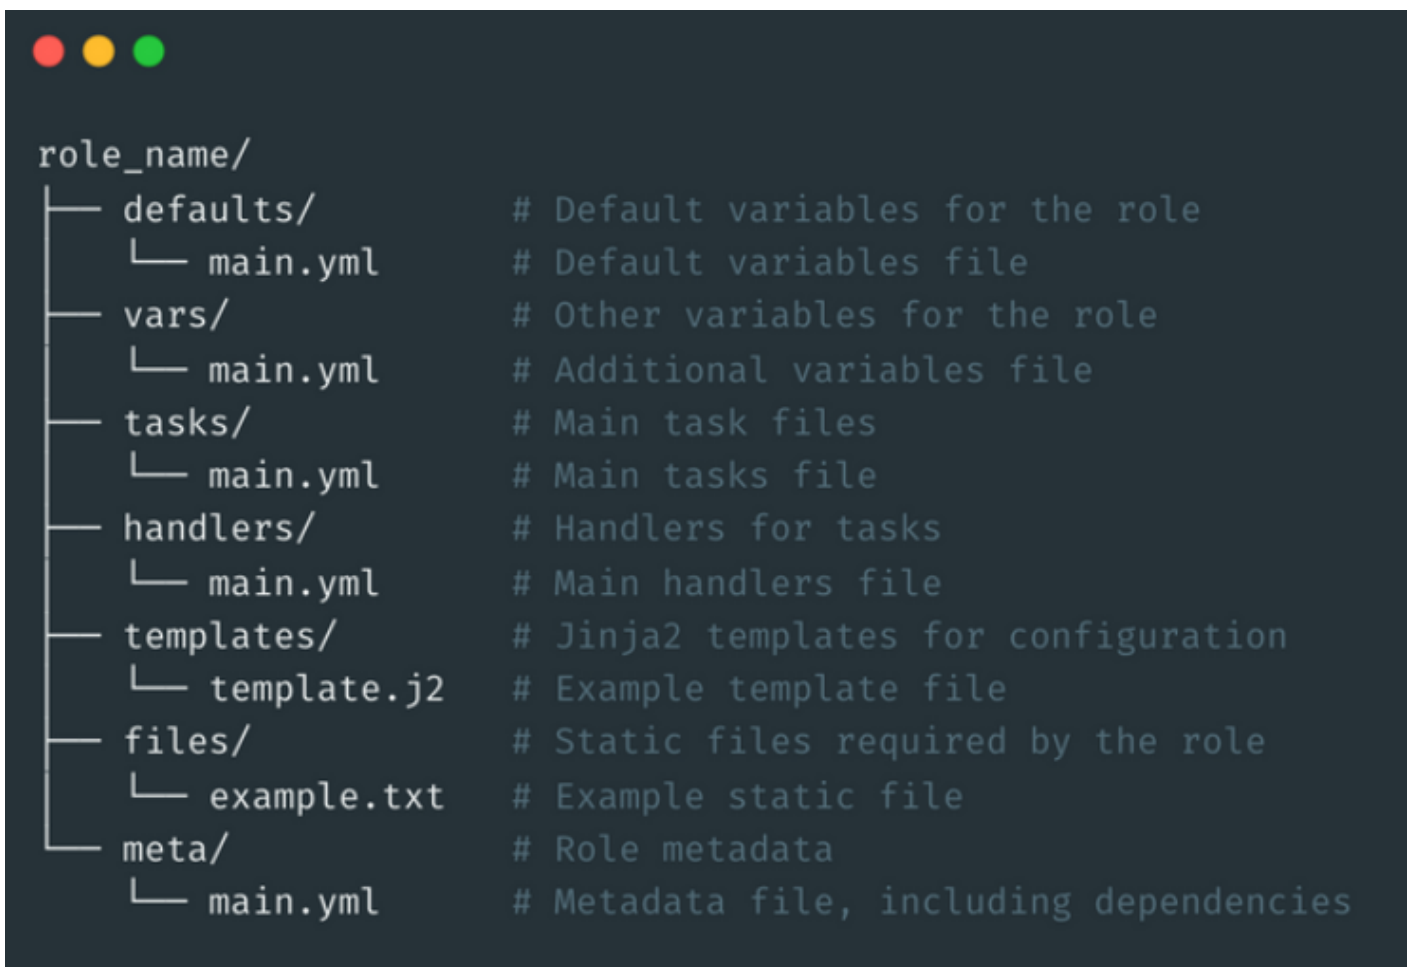 role_name/
├── defaults/         # Default variables for the role
│   └── main.yml      # Default variables file
├── vars/             # Other variables for the role
│   └── main.yml      # Additional variables file
├── tasks/            # Main task files
│   └── main.yml      # Main tasks file
├── handlers/         # Handlers for tasks
│   └── main.yml      # Main handlers file
├── templates/        # Jinja2 templates for configuration
│   └── template.j2   # Example template file
├── files/            # Static files required by the role
│   └── example.txt   # Example static file
└── meta/             # Role metadata
    └── main.yml      # Metadata file, including dependencies